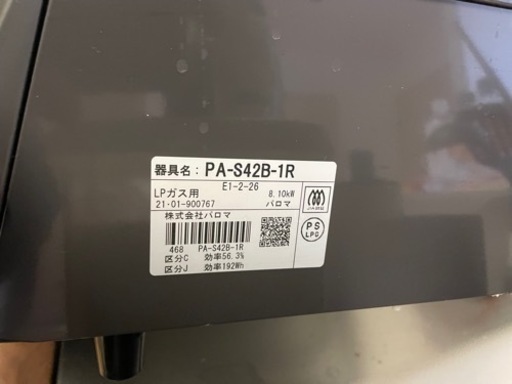 器具名: PA-S42B-1R
EI-2-26
LPガス用 8.10kW
21·01-900767 パロマ
株式会社パロマ
468 PA-S42B-1R
区分C 効率56.3%
区分J 効率192Wh
PS
LPG